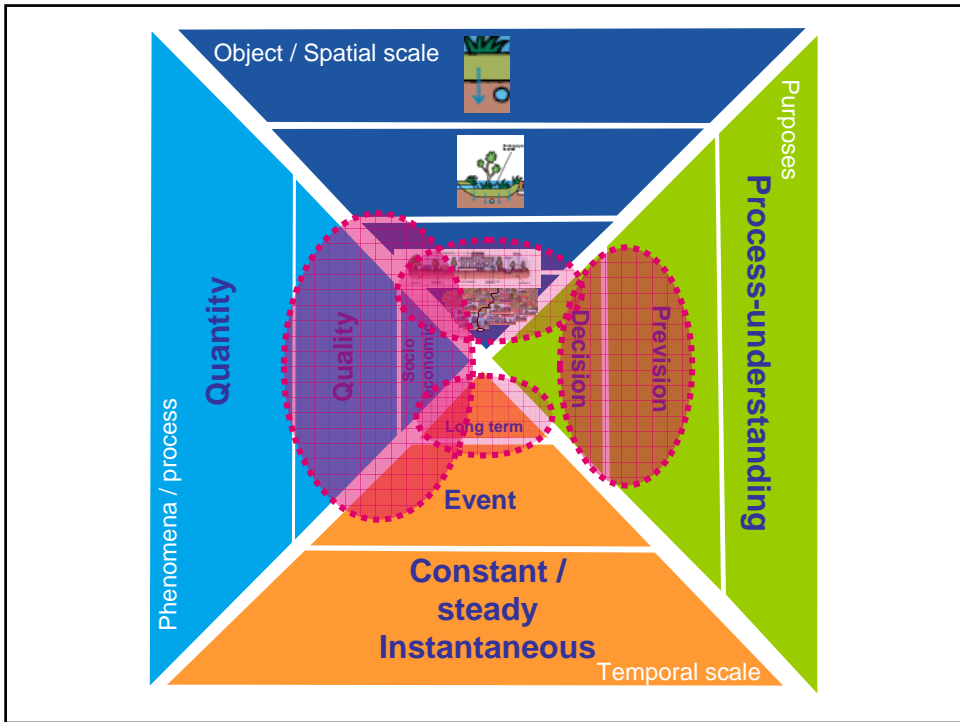 Object / Spatial scale
Purposes
Process-understanding
Quantity
Quality
Socio
economic
Decision
Prevision
Phenomena / process
Long term
Event
Constant /
steady
Instantaneous
Temporal scale